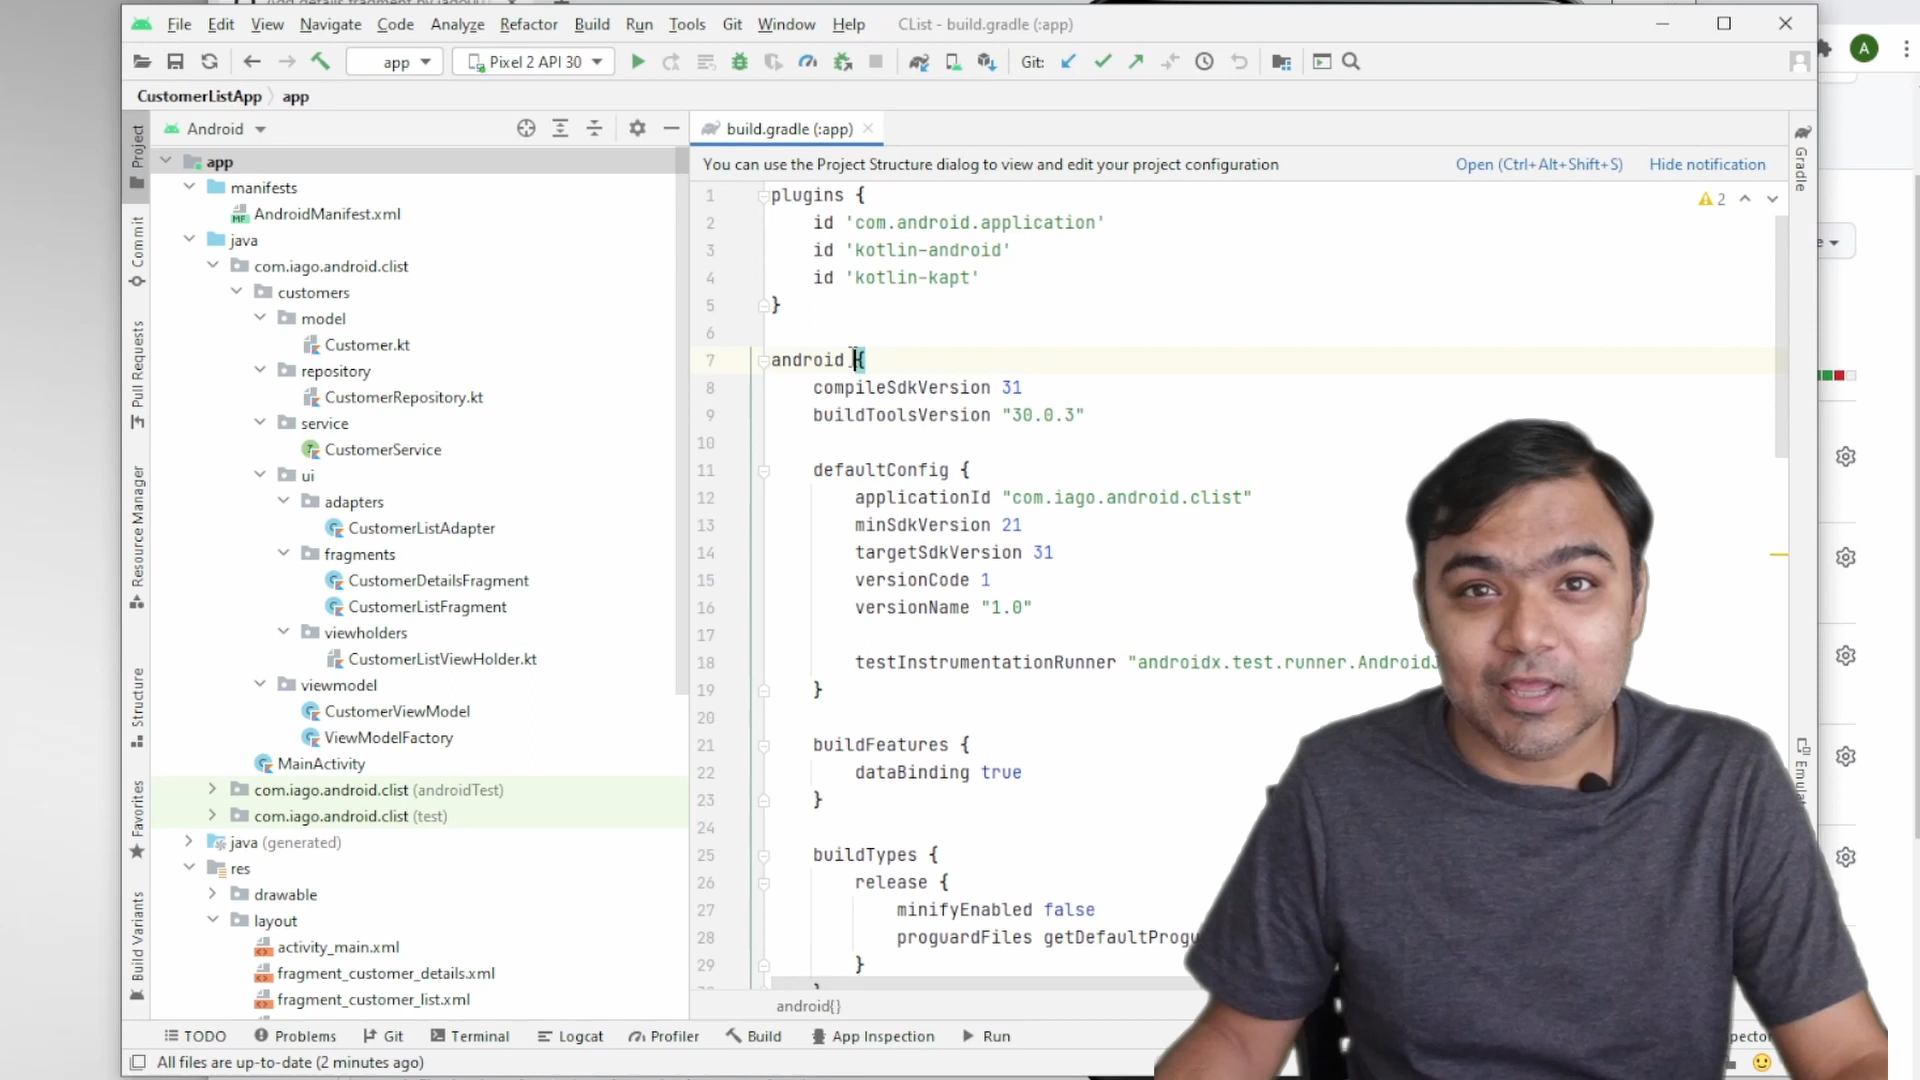 File Edit View Navigate Code Analyze Refactor Build Run Tools Git Window Help CList - build.gradle (:app)
app Pixel 2 API 30 Git:
A
CustomerListApp app
Android
build.gradle (:app)
You can use the Project Structure dialog to view and edit your project configuration Open (Ctrl+Alt+Shift+S) Hide notification
Project
Commit
Pull Requests
Resource Manager
Structure
Favorites
Build Variants
app
manifests
AndroidManifest.xml
java
com.iago.android.clist
customers
model
Customer.kt
repository
CustomerRepository.kt
service
CustomerService
ui
adapters
CustomerListAdapter
fragments
CustomerDetailsFragment
CustomerListFragment
viewholders
CustomerListViewHolder.kt
viewmodel
CustomerViewModel
ViewModelFactory
MainActivity
com.iago.android.clist (androidTest)
com.iago.android.clist (test)
java (generated)
res
drawable
layout
activity_main.xml
fragment_customer_details.xml
fragment_customer_list.xml
1 plugins {
2 id 'com.android.application'
3 id 'kotlin-android'
4 id 'kotlin-kapt'
5 }
6
7 android {
8 compileSdkVersion 31
9 buildToolsVersion "30.0.3"
10
11 defaultConfig {
12 applicationId "com.iago.android.clist"
13 minSdkVersion 21
14 targetSdkVersion 31
15 versionCode 1
16 versionName "1.0"
17
18 testInstrumentationRunner "androidx.test.runner.AndroidJ
19 }
20
21 buildFeatures {
22 dataBinding true
23 }
24
25 buildTypes {
26 release {
27 minifyEnabled false
28 proguardFiles getDefaultProgu
29 }
android{}
2
Gradle
Emulat
TODO Problems Git Terminal Logcat Profiler Build App Inspection Run
All files are up-to-date (2 minutes ago)